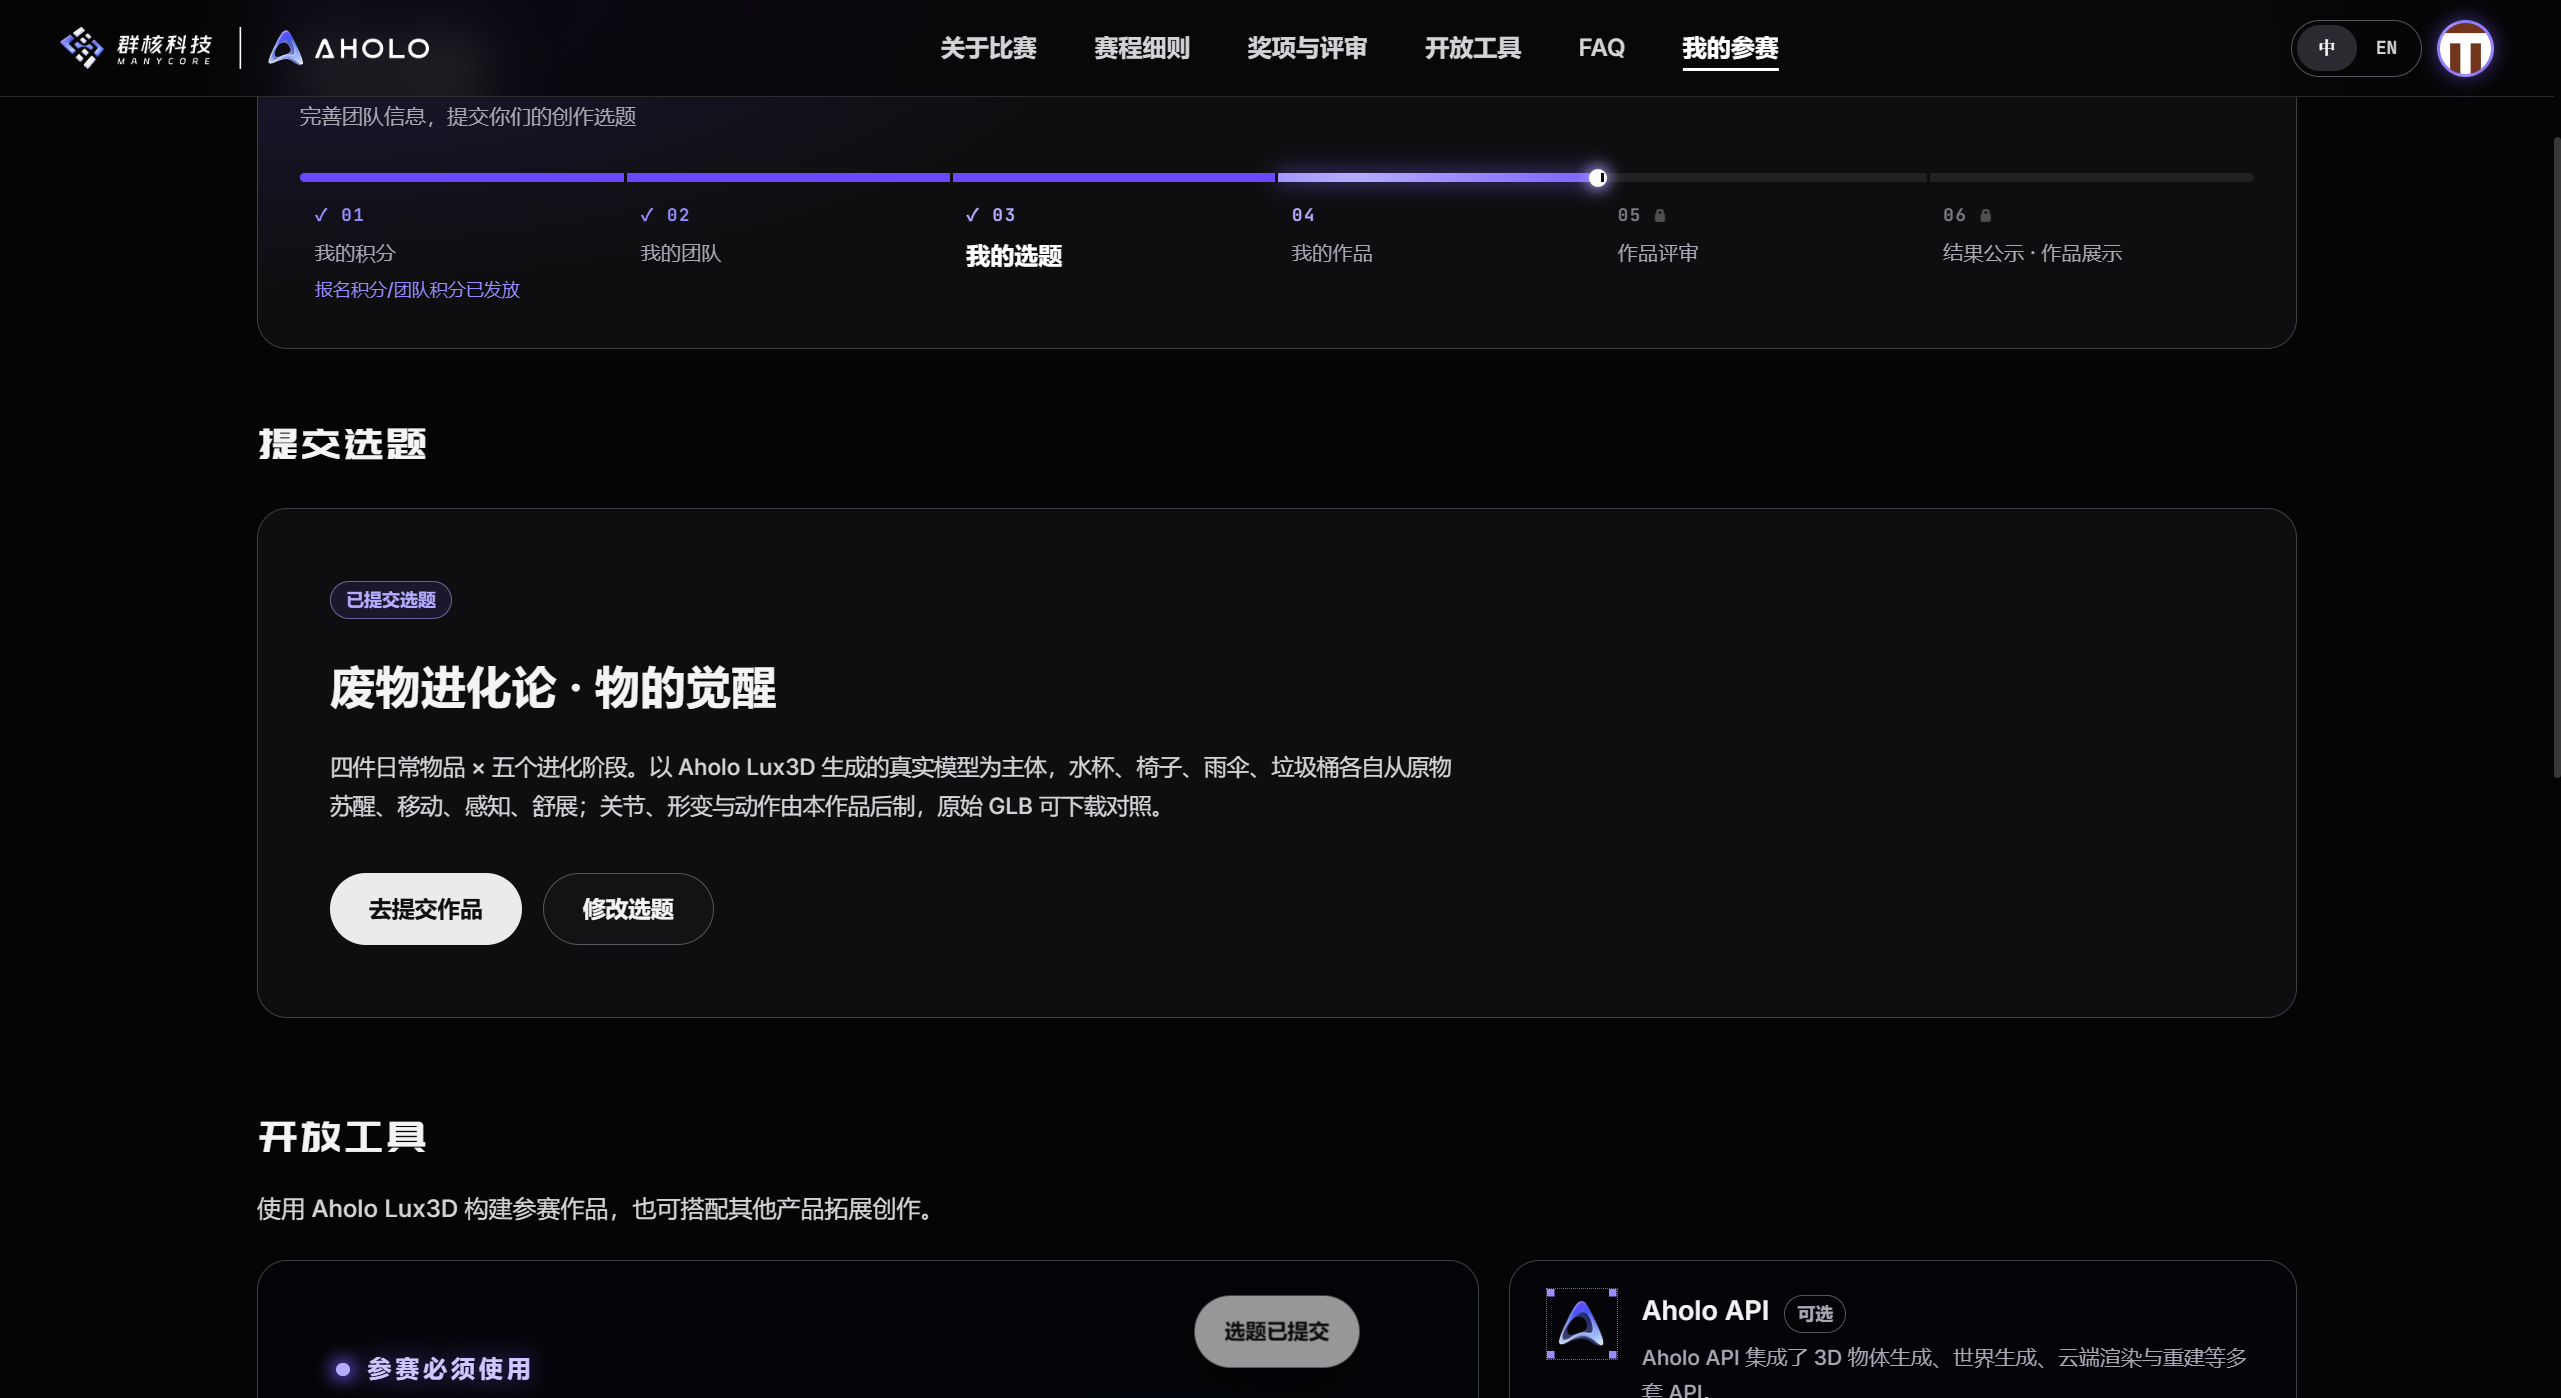 群核科技
MANYCORE
AHOLO
关于比赛
赛程细则
奖项与评审
开放工具
FAQ
我的参赛
中
EN
完善团队信息，提交你们的创作选题
✓ 01
我的积分
报名积分/团队积分已发放
✓ 02
我的团队
✓ 03
我的选题
04
我的作品
05
作品评审
06
结果公示 · 作品展示
提交选题
已提交选题
废物进化论 · 物的觉醒
四件日常物品 × 五个进化阶段。以 Aholo Lux3D 生成的真实模型为主体，水杯、椅子、雨伞、垃圾桶各自从原物
苏醒、移动、感知、舒展；关节、形变与动作由本作品后制，原始 GLB 可下载对照。
去提交作品
修改选题
开放工具
使用 Aholo Lux3D 构建参赛作品，也可搭配其他产品拓展创作。
选题已提交
参赛必须使用
Aholo API
可选
Aholo API 集成了 3D 物体生成、世界生成、云端渲染与重建等多
套 API。